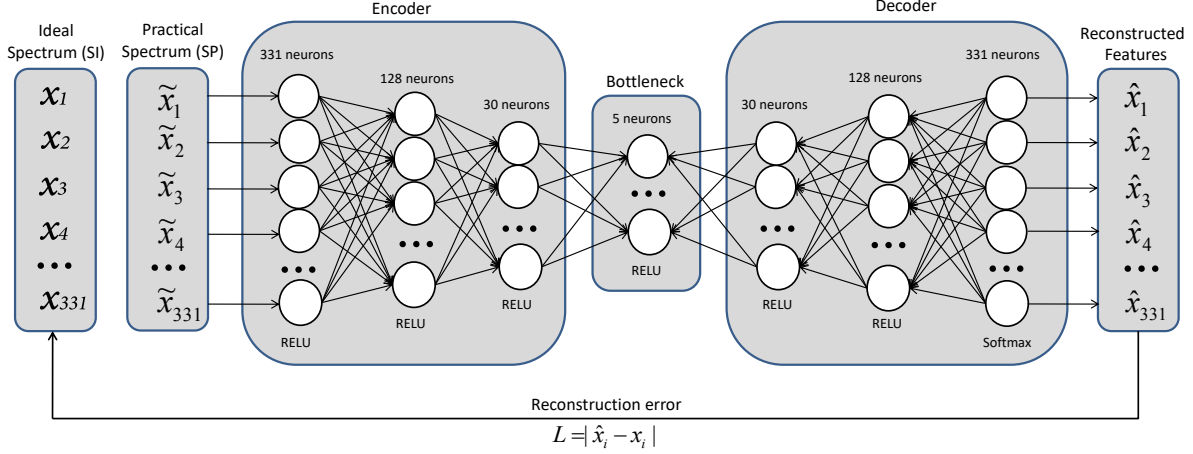 Ideal
Spectrum (SI)
x1
x2
x3
x4
•••
x331
Practical
Spectrum (SP)
x̃1
x̃2
x̃3
x̃4
•••
x̃331
Encoder
331 neurons
•••
RELU
128 neurons
•••
RELU
30 neurons
•••
RELU
Bottleneck
5 neurons
•••
RELU
Decoder
30 neurons
•••
RELU
128 neurons
•••
RELU
331 neurons
•••
Softmax
Reconstructed
Features
x̂1
x̂2
x̂3
x̂4
•••
x̂331
Reconstruction error
L =| x̂i − xi |